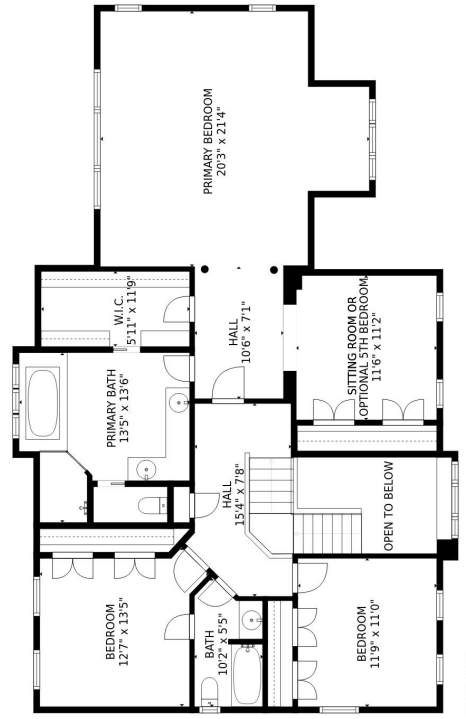 PRIMARY BEDROOM
20'3" x 21'4"
W.I.C.
5'11" x 11'9"
HALL
10'6" x 7'1"
SITTING ROOM OR
OPTIONAL 5TH BEDROOM
11'6" x 11'2"
PRIMARY BATH
13'5" x 13'6"
HALL
15'4" x 7'8"
OPEN TO BELOW
BEDROOM
12'7" x 13'5"
BATH
10'2" x 5'5"
BEDROOM
11'9" x 11'0"